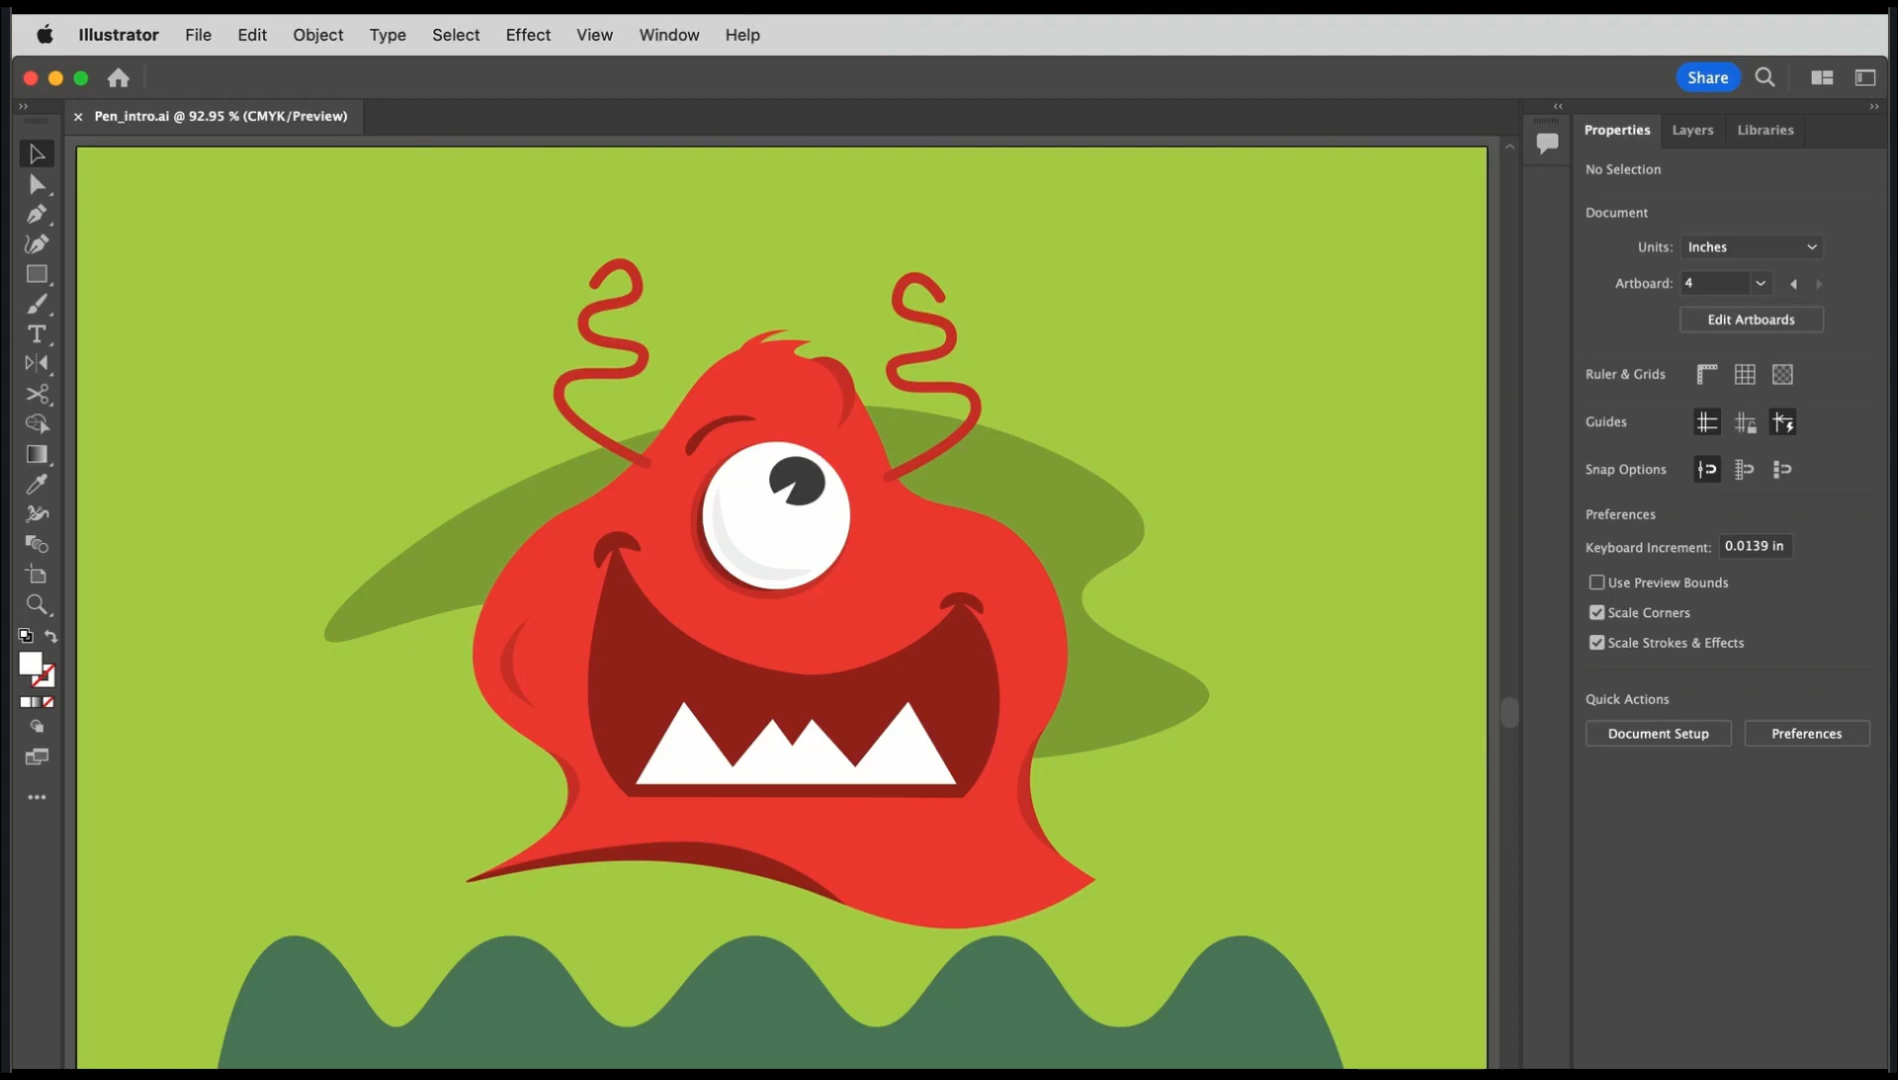 Illustrator File Edit Object Type Select Effect View Window Help
Share
Pen_intro.ai @ 92.95 % (CMYK/Preview)
Properties Layers Libraries
No Selection
Document
Units: Inches
Artboard: 4
Edit Artboards
Ruler & Grids
Guides
Snap Options
Preferences
Keyboard Increment: 0.0139 in
Use Preview Bounds
Scale Corners
Scale Strokes & Effects
Quick Actions
Document Setup Preferences